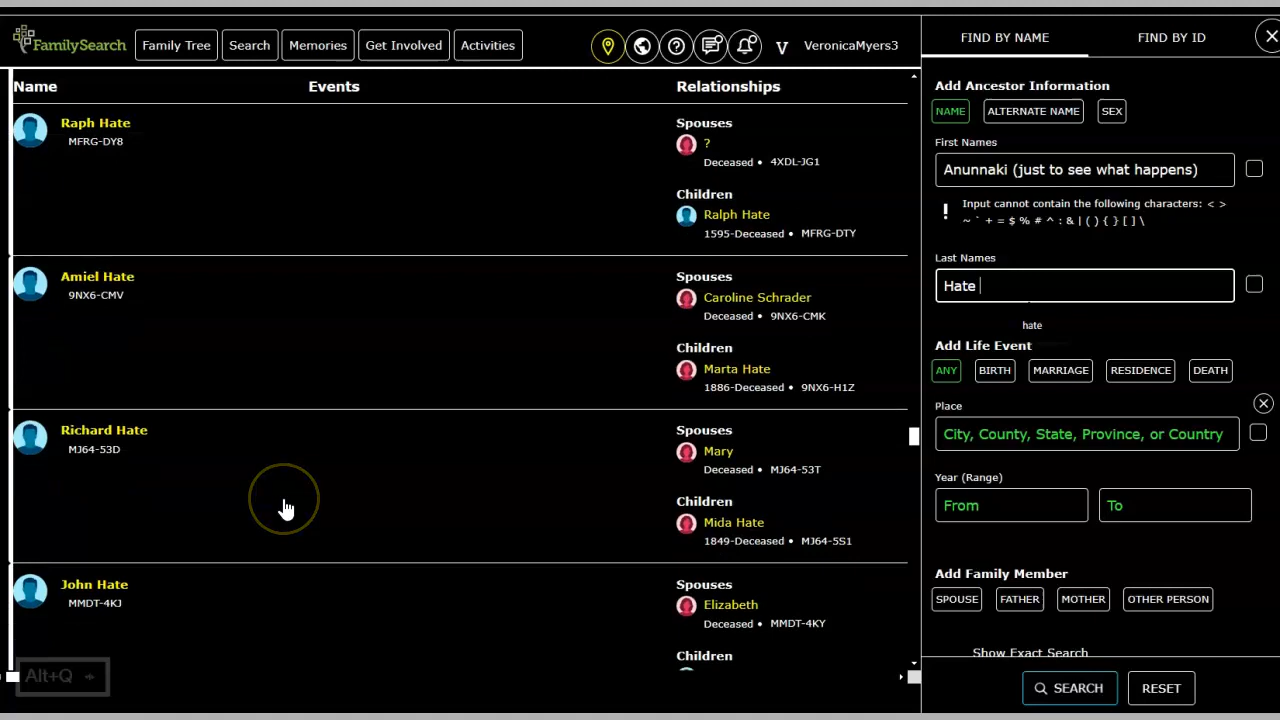 FamilySearch
Family Tree
Search
Memories
Get Involved
Activities
V
VeronicaMyers3
Name
Events
Relationships
Raph Hate
MFRG-DY8
Spouses
?
Deceased • 4XDL-JG1
Children
Ralph Hate
1595-Deceased • MFRG-DTY
Amiel Hate
9NX6-CMV
Spouses
Caroline Schrader
Deceased • 9NX6-CMK
Children
Marta Hate
1886-Deceased • 9NX6-H1Z
Richard Hate
MJ64-53D
Spouses
Mary
Deceased • MJ64-53T
Children
Mida Hate
1849-Deceased • MJ64-5S1
John Hate
MMDT-4KJ
Spouses
Elizabeth
Deceased • MMDT-4KY
Children
Alt+Q
FIND BY NAME
FIND BY ID
Add Ancestor Information
NAME
ALTERNATE NAME
SEX
First Names
Anunnaki (just to see what happens)
! Input cannot contain the following characters: < >
~ ` + = $ % # ^ : & | ( ) { } [ ] \
Last Names
Hate
hate
Add Life Event
ANY
BIRTH
MARRIAGE
RESIDENCE
DEATH
Place
City, County, State, Province, or Country
Year (Range)
From
To
Add Family Member
SPOUSE
FATHER
MOTHER
OTHER PERSON
Show Exact Search
SEARCH
RESET